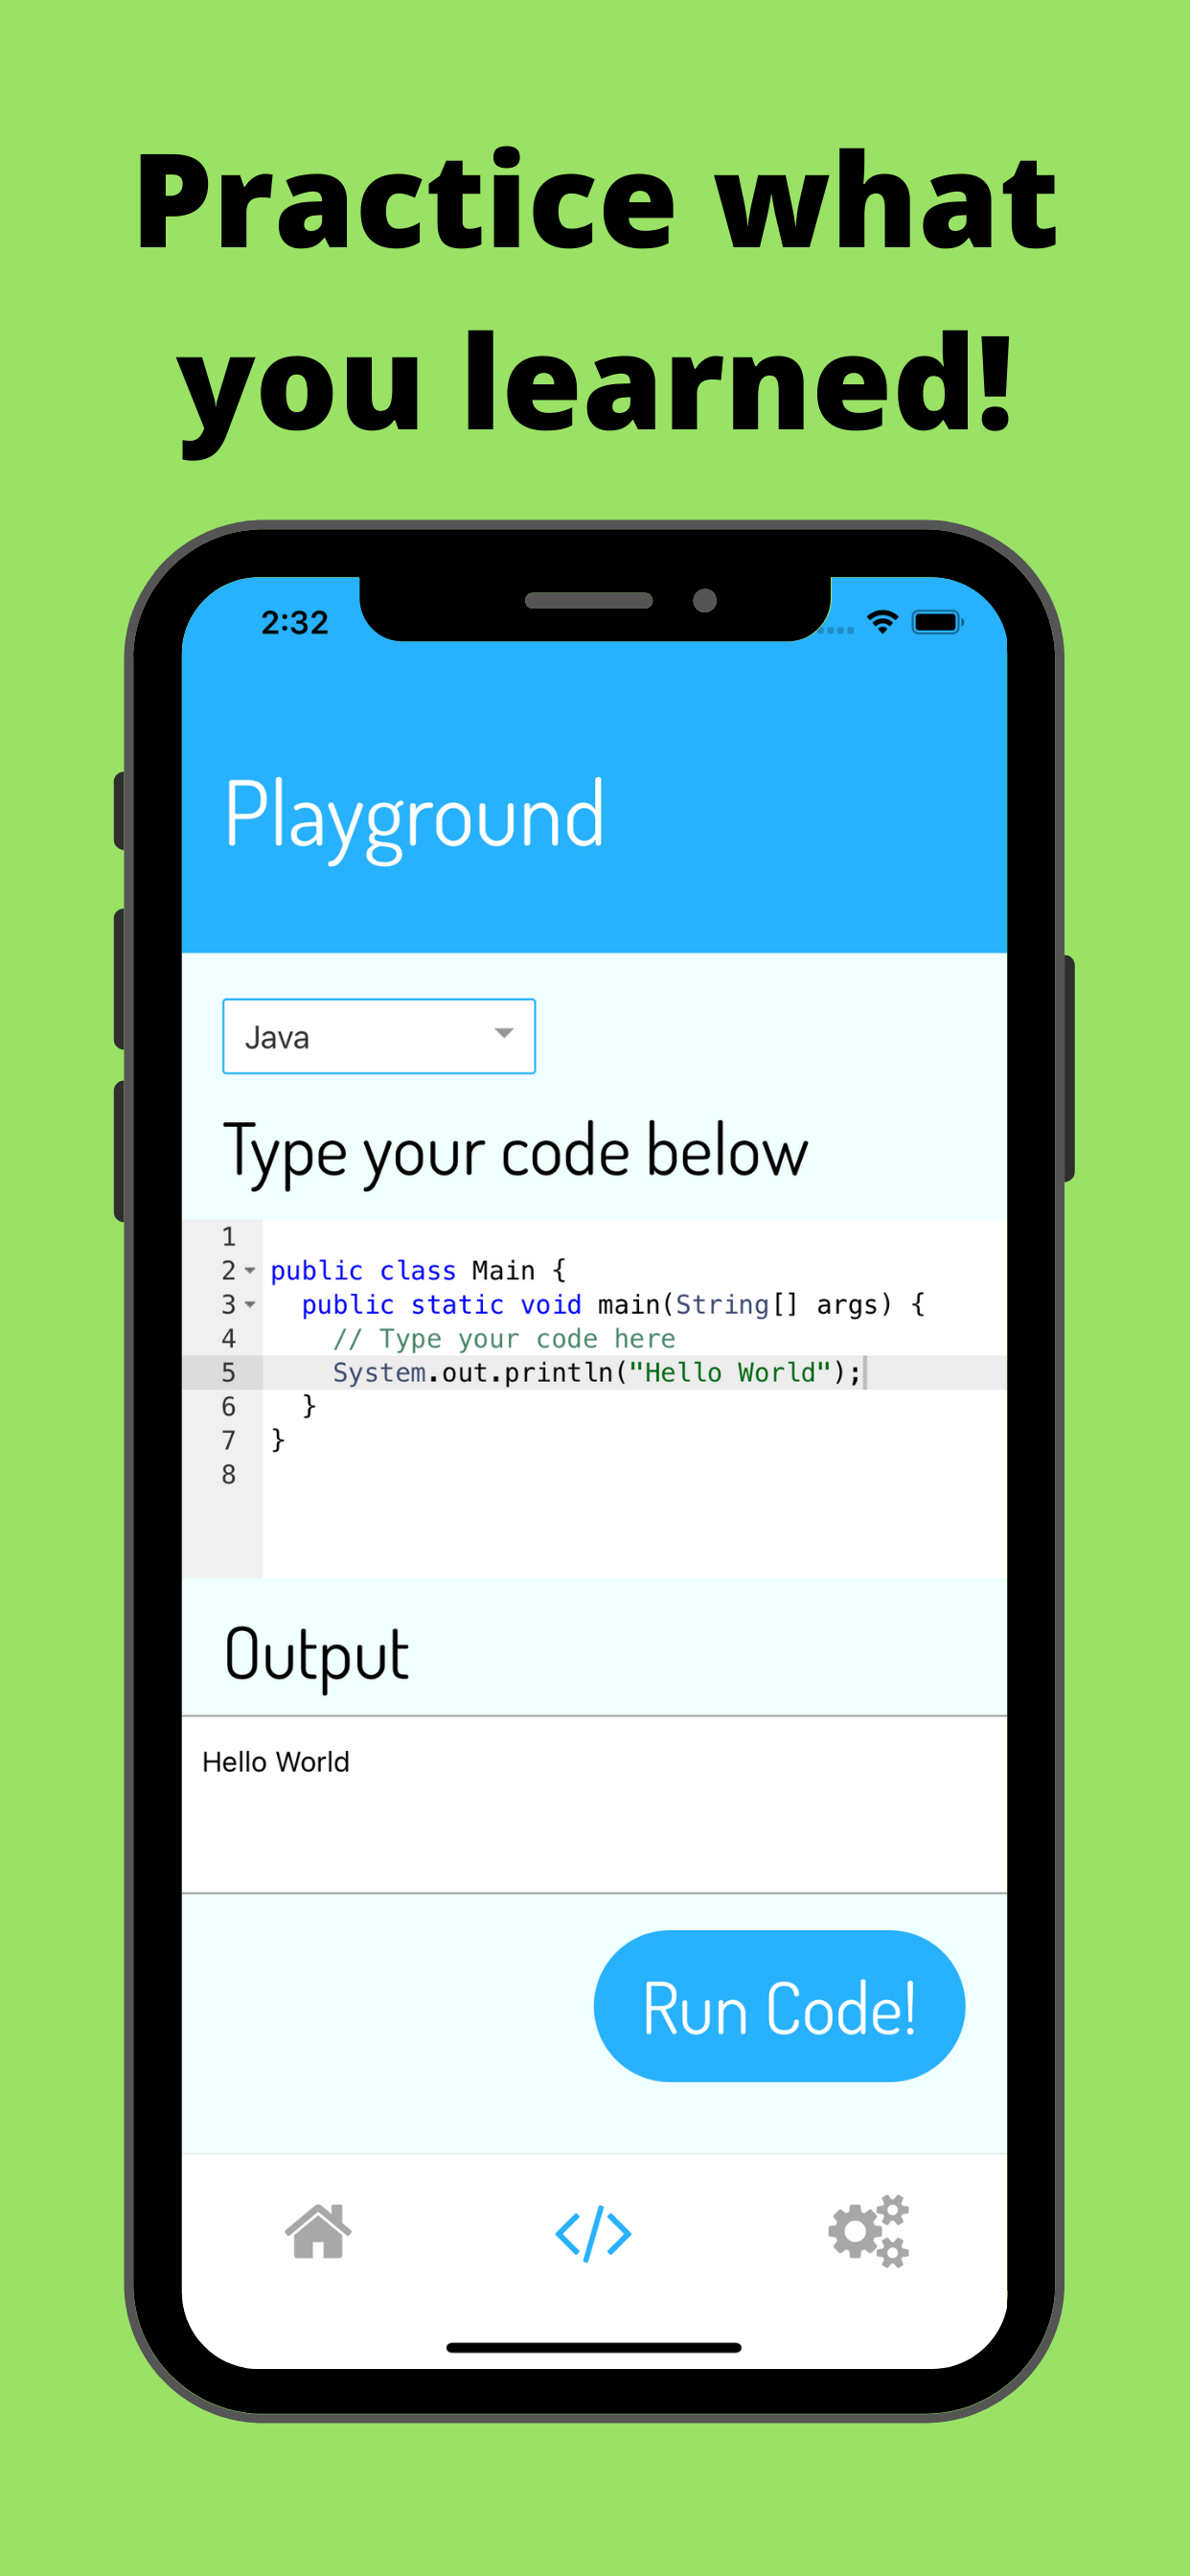 Practice what
you learned!
2:32
Playground
Java
Type your code below
1
2 public class Main {
3   public static void main(String[] args) {
4     // Type your code here
5     System.out.println("Hello World");
6   }
7 }
8
Output
Hello World
Run Code!